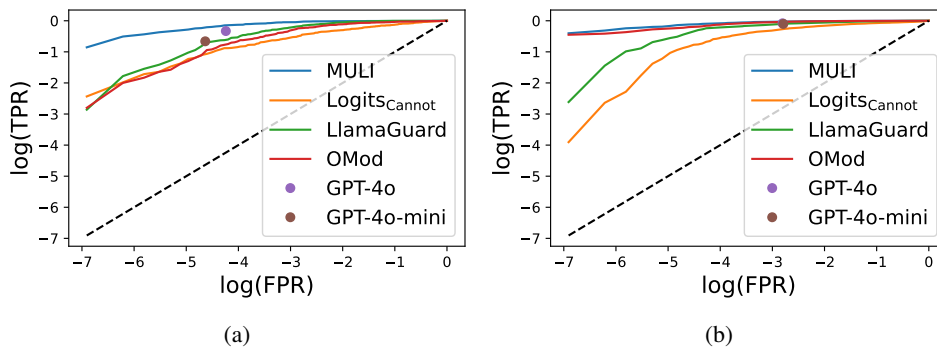 0
−1
−2
−3
−4
−5
−6
−7
log(TPR)
MULI
Logits_Cannot
LlamaGuard
OMod
GPT-4o
GPT-4o-mini
−7 −6 −5 −4 −3 −2 −1 0
log(FPR)
(a)
0
−1
−2
−3
−4
−5
−6
−7
log(TPR)
MULI
Logits_Cannot
LlamaGuard
OMod
GPT-4o
GPT-4o-mini
−7 −6 −5 −4 −3 −2 −1 0
log(FPR)
(b)